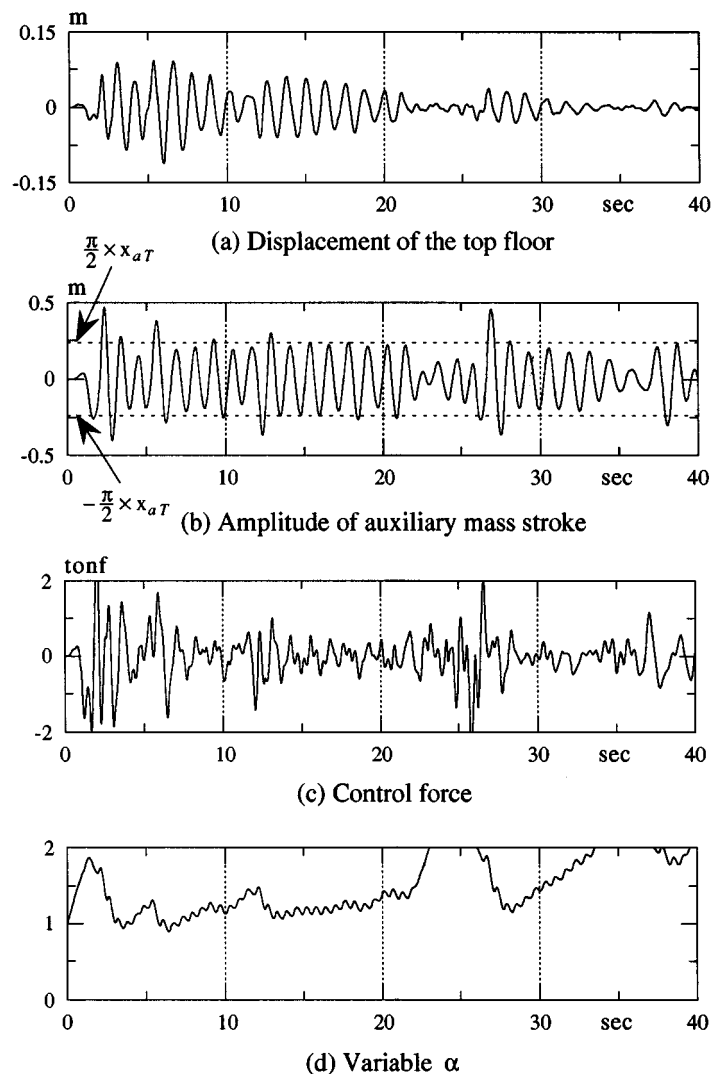 m
0.15
0
-0.15
0 10 20 30 sec 40
(a) Displacement of the top floor
π/2 × x_aT
m
0.5
0
-0.5
0 10 20 30 sec 40
-π/2 × x_aT
(b) Amplitude of auxiliary mass stroke
tonf
2
0
-2
0 10 20 30 sec 40
(c) Control force
2
1
0
0 10 20 30 sec 40
(d) Variable α